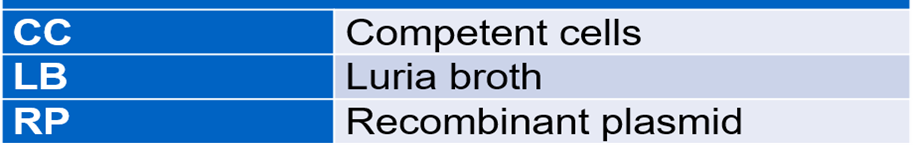 CC Competent cells
LB Luria broth
RP Recombinant plasmid